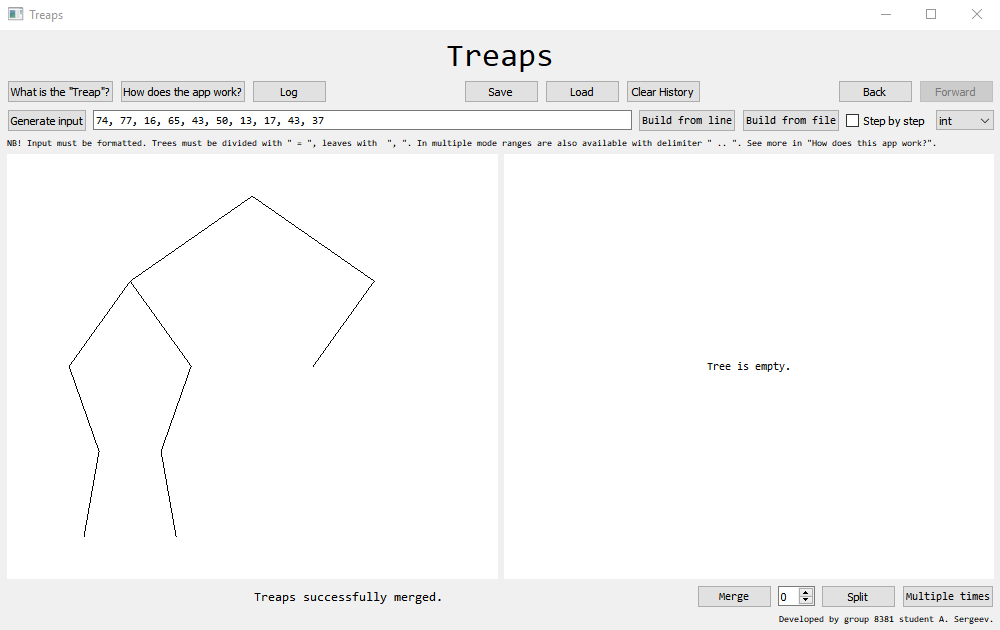 Treaps
Treaps
What is the "Treap"? How does the app work? Log Save Load Clear History Back Forward
Generate input 74, 77, 16, 65, 43, 50, 13, 17, 43, 37 Build from line Build from file Step by step int
NB! Input must be formatted. Trees must be divided with " = ", leaves with  ", ". In multiple mode ranges are also available with delimiter " .. ". See more in "How does this app work?".
Tree is empty.
Treaps successfully merged. Merge 0 Split Multiple times
Developed by group 8381 student A. Sergeev.